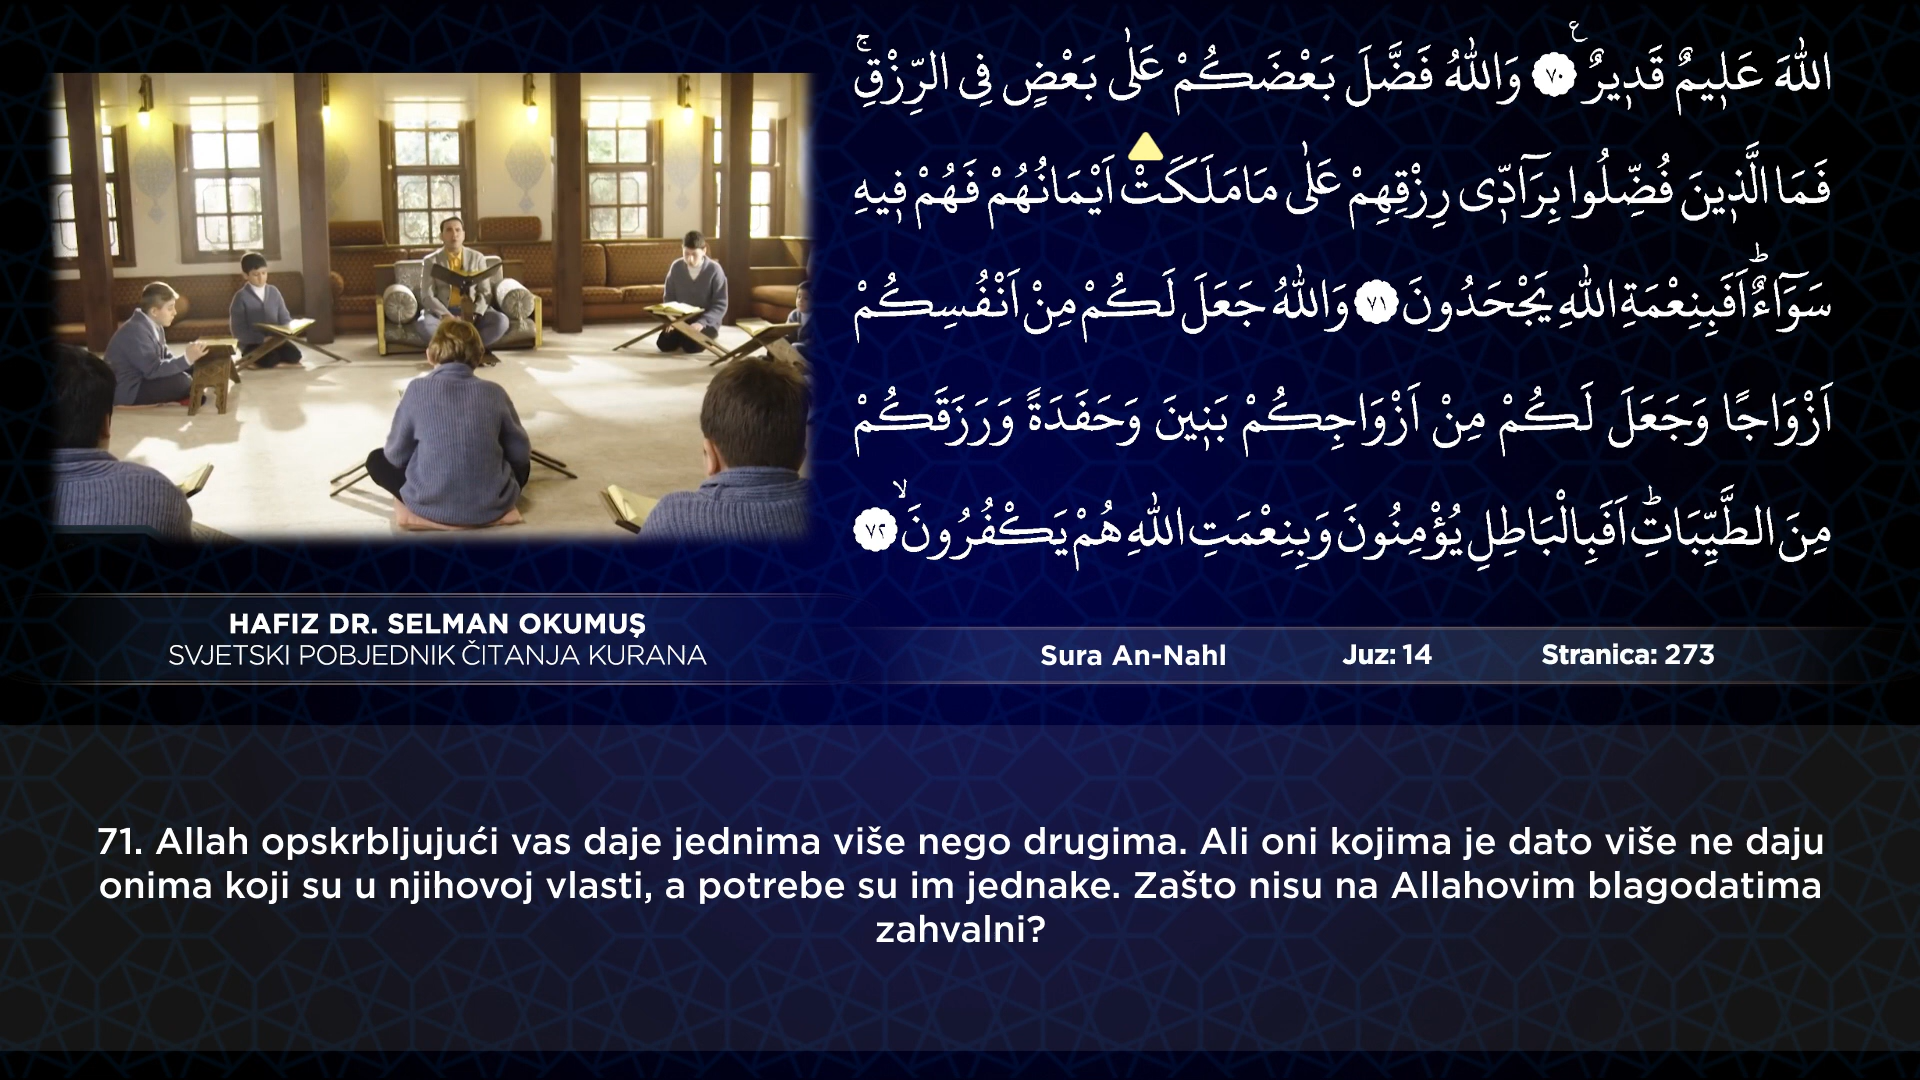 اللّٰهَ عَلٖيمٌ قَدٖيرٌ ﴿٧٠﴾ وَاللّٰهُ فَضَّلَ بَعْضَكُمْ عَلٰى بَعْضٍ فِى الرِّزْقِۚ
فَمَا الَّذٖينَ فُضِّلُوا بِرَٓادّٖى رِزْقِهِمْ عَلٰى مَا مَلَكَتْ اَيْمَانُهُمْ فَهُمْ فٖيهِ
سَوَٓاءٌؕ اَفَبِنِعْمَةِ اللّٰهِ يَجْحَدُونَ ﴿٧١﴾ وَاللّٰهُ جَعَلَ لَكُمْ مِنْ اَنْفُسِكُمْ
اَزْوَاجًا وَجَعَلَ لَكُمْ مِنْ اَزْوَاجِكُمْ بَنٖينَ وَحَفَدَةً وَرَزَقَكُمْ
مِنَ الطَّيِّبَاتِؕ اَفَبِالْبَاطِلِ يُؤْمِنُونَ وَبِنِعْمَتِ اللّٰهِ هُمْ يَكْفُرُونَۙ ﴿٧٢﴾
HAFIZ DR. SELMAN OKUMUŞ
SVJETSKI POBJEDNIK ČITANJA KURANA
Sura An-Nahl Juz: 14 Stranica: 273
71. Allah opskrbljujući vas daje jednima više nego drugima. Ali oni kojima je dato više ne daju
onima koji su u njihovoj vlasti, a potrebe su im jednake. Zašto nisu na Allahovim blagodatima
zahvalni?